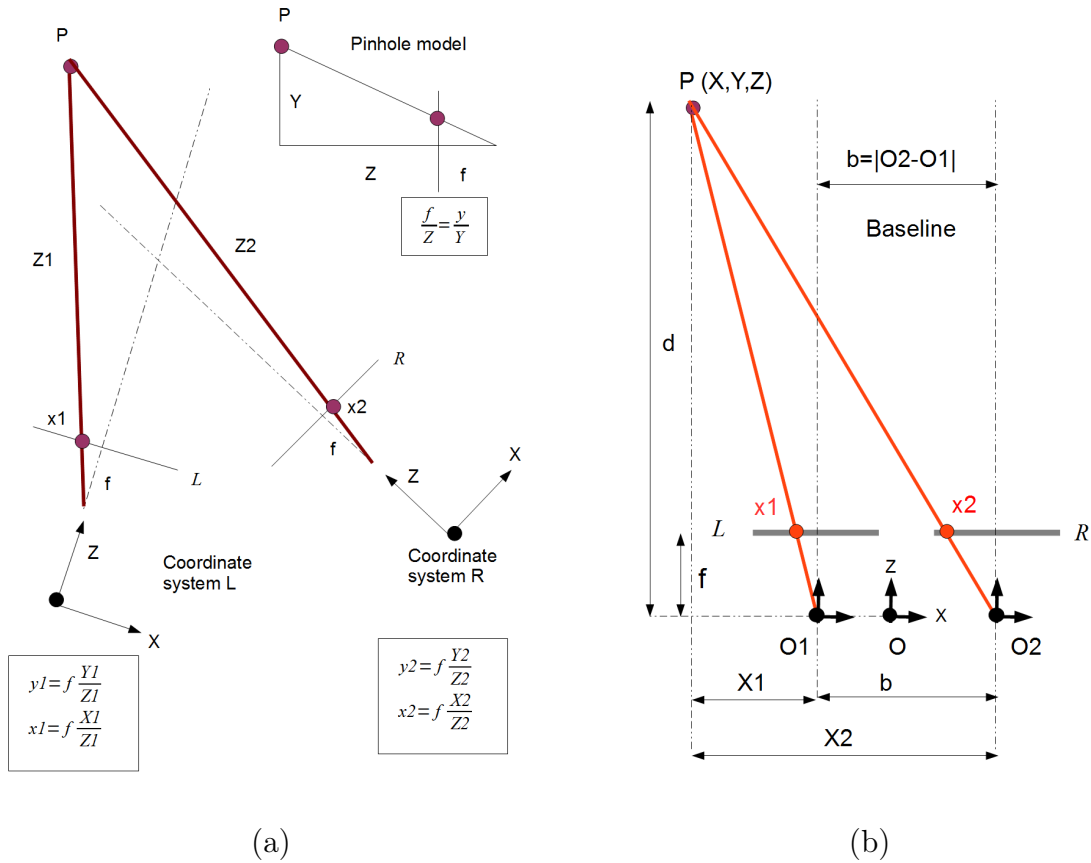 P
Pinhole model
Y
Z
f
f/Z = y/Y
P
Z1
Z2
x1
L
f
R
x2
f
Z
Coordinate
system L
X
Z
X
Coordinate
system R
y1 = f Y1/Z1
x1 = f X1/Z1
y2 = f Y2/Z2
x2 = f X2/Z2
(a)
P (X,Y,Z)
b=|O2-O1|
Baseline
d
x1
x2
L
R
f
Z
X
O1
O
O2
X1
b
X2
(b)